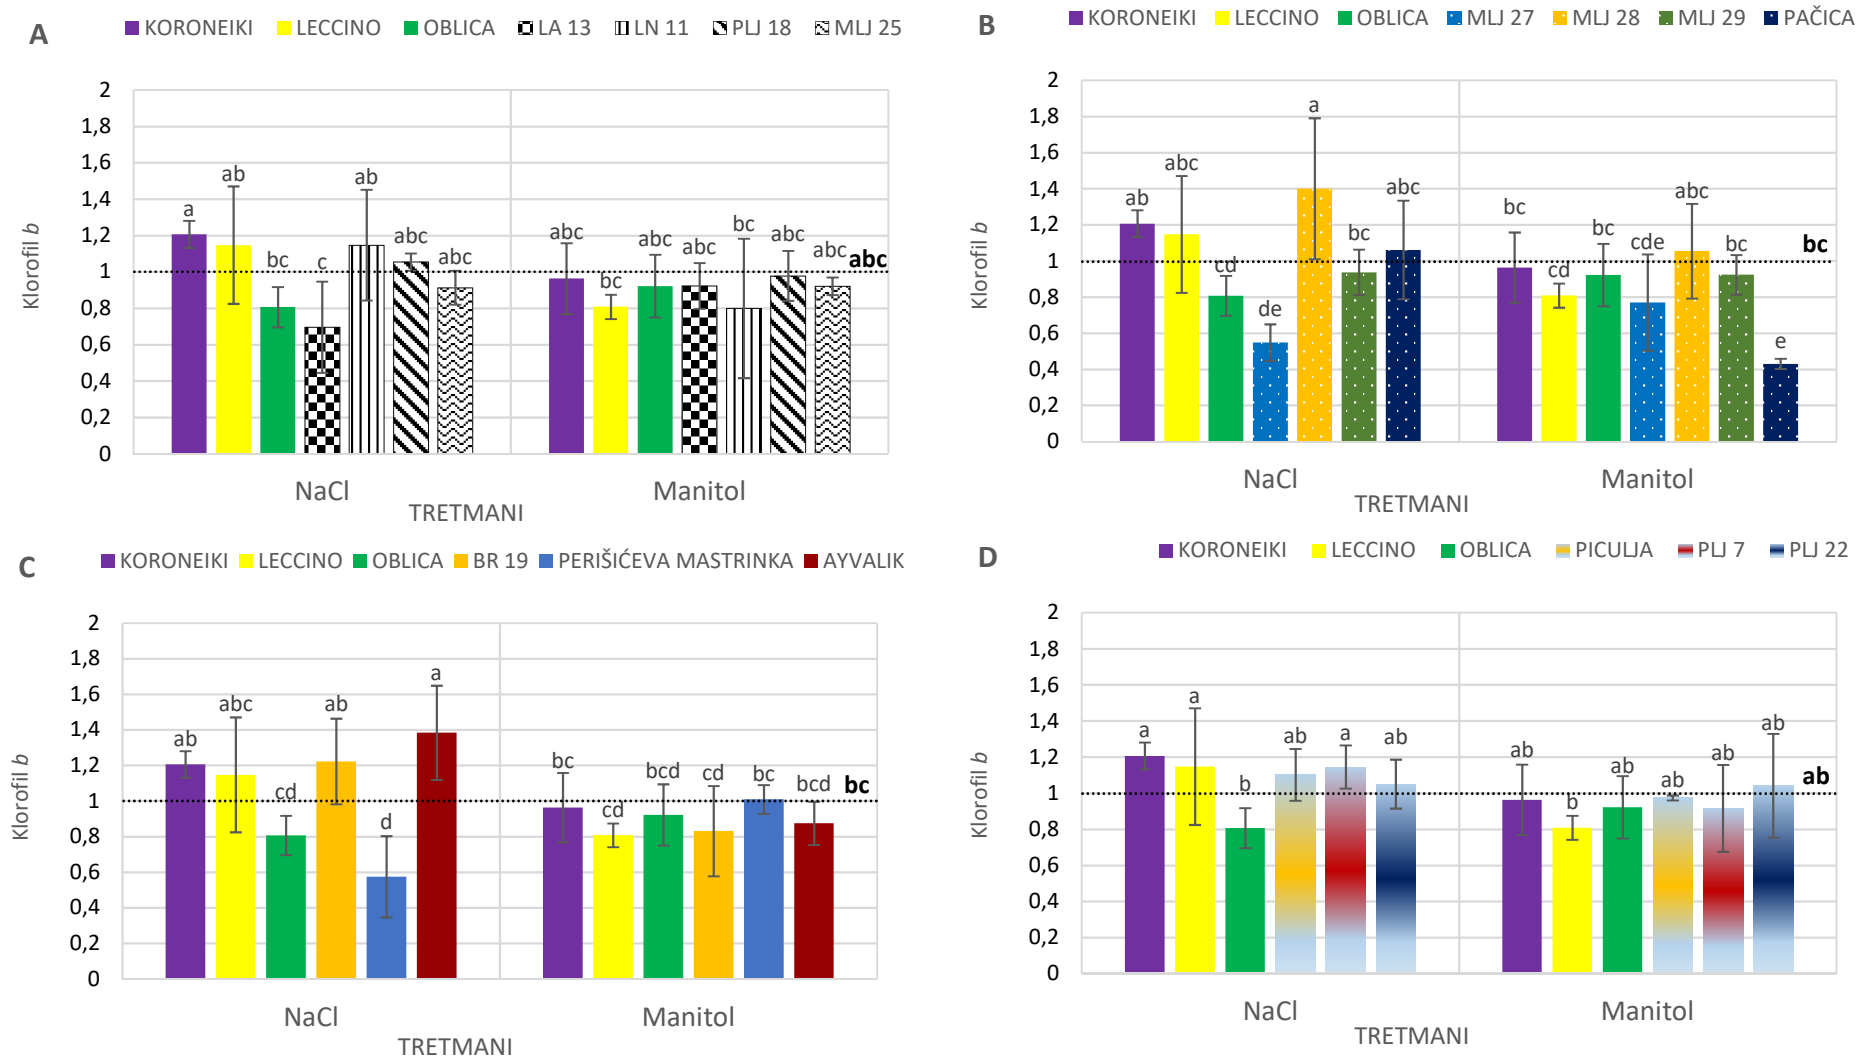 A
KORONEIKI LECCINO OBLICA LA 13 LN 11 PLJ 18 MLJ 25
Klorofil b
2
1,8
1,6
1,4
1,2
1
0,8
0,6
0,4
0,2
0
a ab bc c ab abc abc
abc bc abc abc bc abc abc
abc
NaCl Manitol
TRETMANI
B
KORONEIKI LECCINO OBLICA MLJ 27 MLJ 28 MLJ 29 PAČICA
Klorofil b
2
1,8
1,6
1,4
1,2
1
0,8
0,6
0,4
0,2
0
ab abc cd de a bc abc
bc cd bc cde abc bc e
bc
NaCl Manitol
TRETMANI
C
KORONEIKI LECCINO OBLICA BR 19 PERIŠIĆEVA MASTRINKA AYVALIK
Klorofil b
2
1,8
1,6
1,4
1,2
1
0,8
0,6
0,4
0,2
0
ab abc cd ab d a
bc cd bcd cd bc bcd
bc
NaCl Manitol
TRETMANI
D
KORONEIKI LECCINO OBLICA PICULJA PLJ 7 PLJ 22
Klorofil b
2
1,8
1,6
1,4
1,2
1
0,8
0,6
0,4
0,2
0
a a b ab a ab
ab b ab ab ab ab
ab
NaCl Manitol
TRETMANI